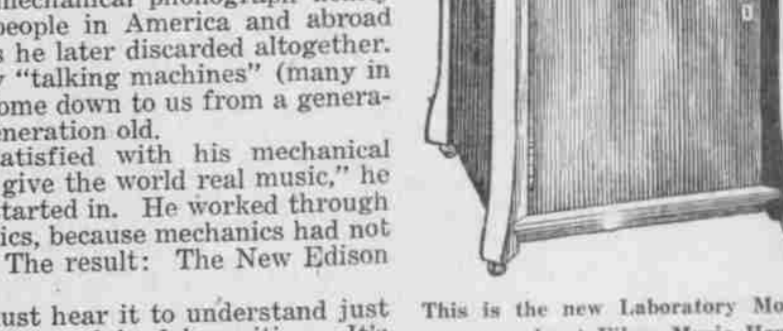 mechanical phonograph
people in America and abroad
s he later discarded altogether.
"talking machines" (many in
ome down to us from a genera-
eneration old.
atisfied with his mechanical
give the world real music," he
tarted in. He worked through
ics, because mechanics had not
The result: The New Edison
ust hear it to understand just
This is the new Laboratory Mo